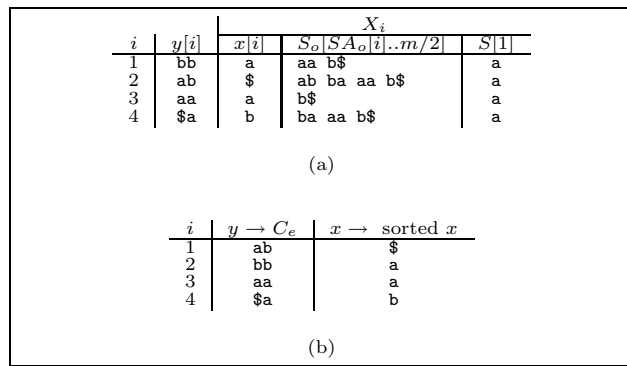 X_i
i y[i] x[i] S_o[SA_o[i]..m/2] S[1]
1 bb a aa b$ a
2 ab $ ab ba aa b$ a
3 aa a b$ a
4 $a b ba aa b$ a
(a)
i y → C_e x → sorted x
1 ab $
2 bb a
3 aa a
4 $a b
(b)